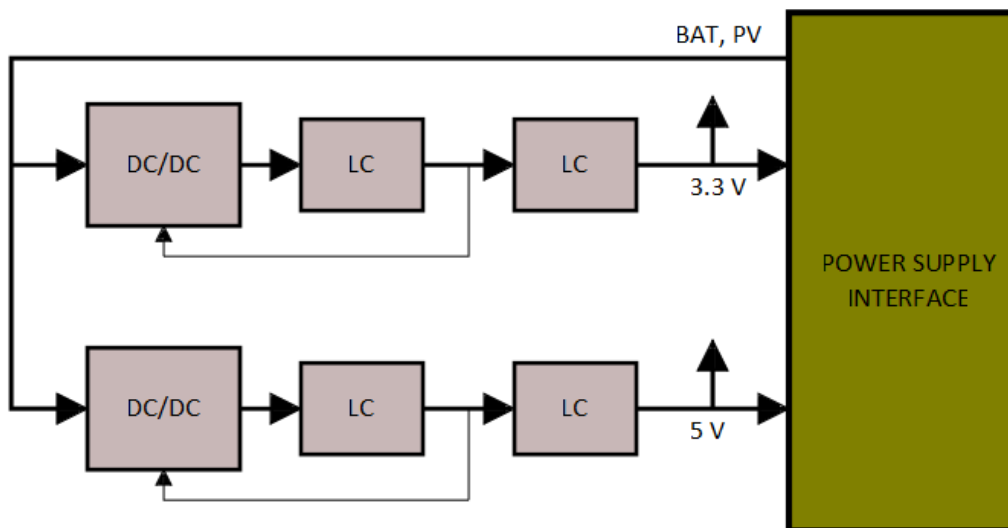 BAT, PV
DC/DC
LC
LC
3.3 V
POWER SUPPLY
INTERFACE
DC/DC
LC
LC
5 V